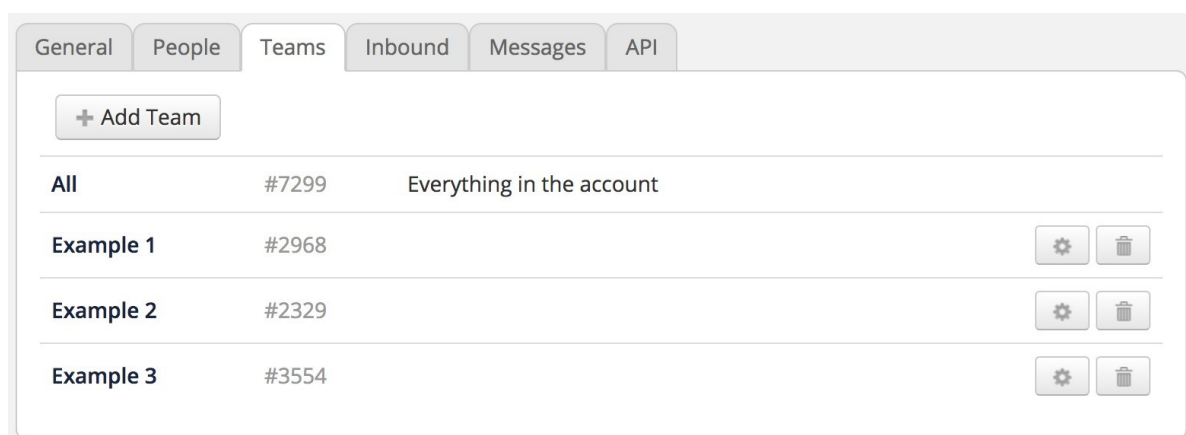 General People Teams Inbound Messages API
Add Team
All #7299 Everything in the account
Example 1 #2968
Example 2 #2329
Example 3 #3554